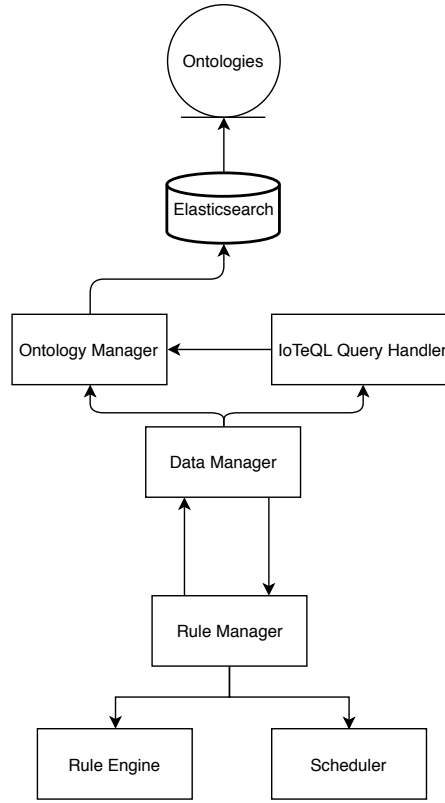 Ontologies
Elasticsearch
Ontology Manager
IoTeQL Query Handler
Data Manager
Rule Manager
Rule Engine
Scheduler